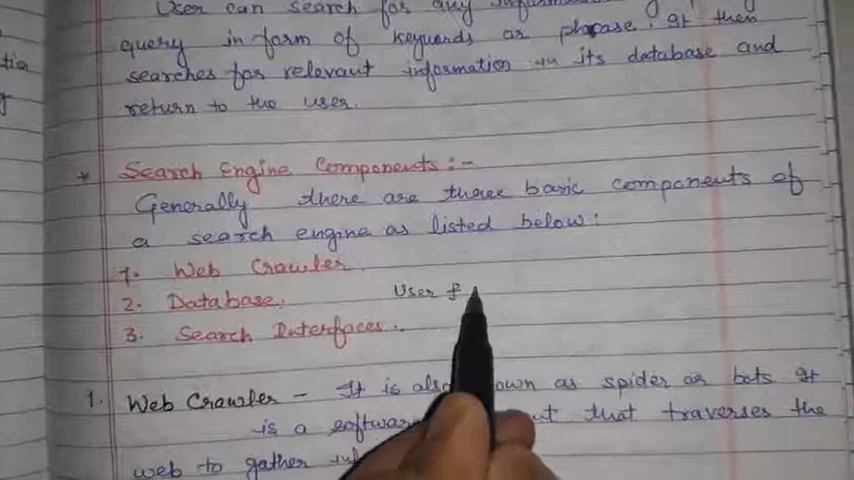 User can search for any
query in form of keywords or phrase. It then
searches for relevant information in its database and
return to the user.
* Search Engine Components :-
Generally there are three basic components of
a search engine as listed below:
1. Web Crawler.
2. Database. User f
3. Search Interfaces.
1. Web Crawler - It is also as spider or bots It
is a that traverses the
web to gather